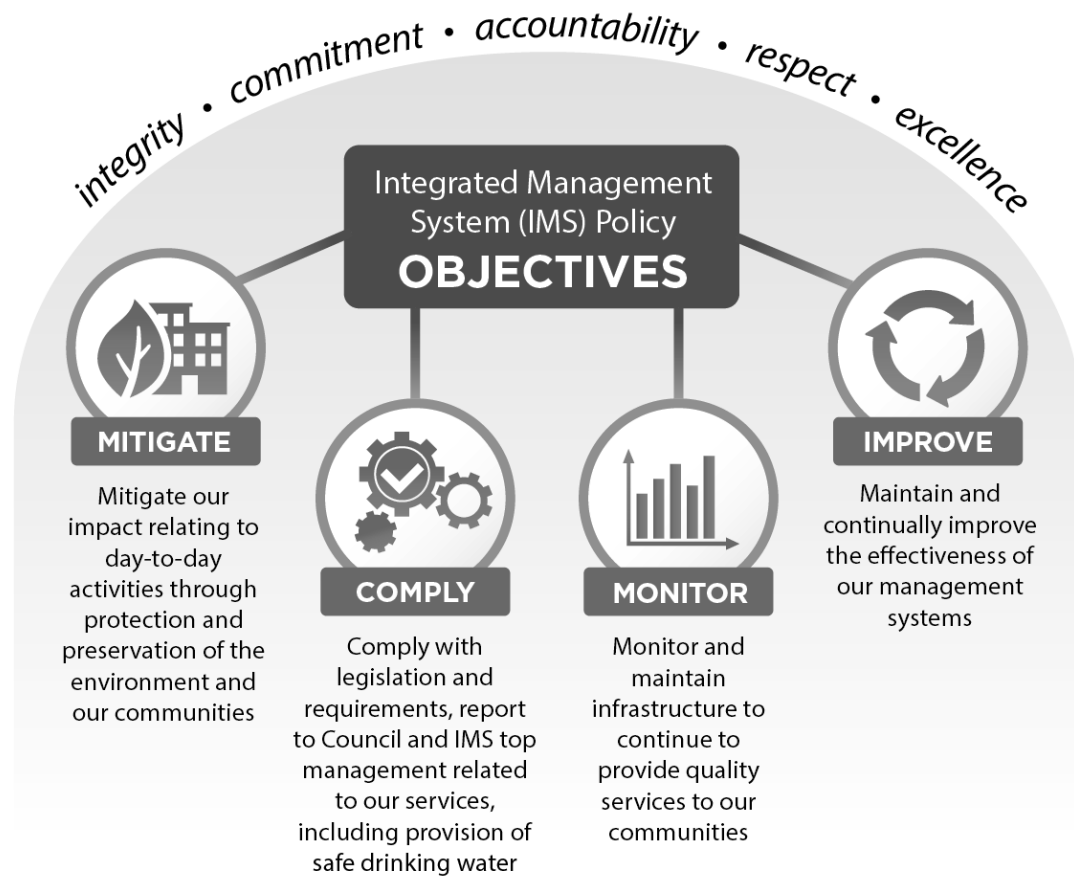 integrity • commitment • accountability • respect • excellence
Integrated Management
System (IMS) Policy
OBJECTIVES
MITIGATE
Mitigate our
impact relating to
day-to-day
activities through
protection and
preservation of the
environment and
our communities
COMPLY
Comply with
legislation and
requirements, report
to Council and IMS top
management related
to our services,
including provision of
safe drinking water
MONITOR
Monitor and
maintain
infrastructure to
continue to
provide quality
services to our
communities
IMPROVE
Maintain and
continually improve
the effectiveness of
our management
systems